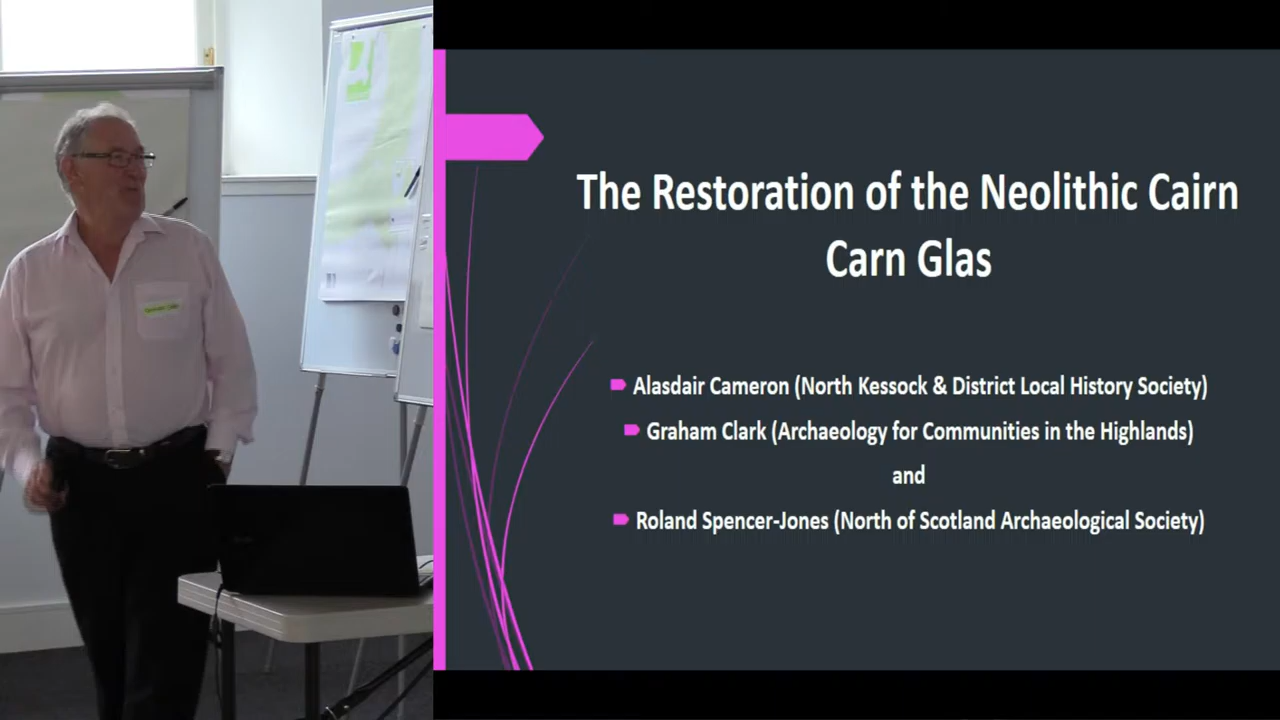 The Restoration of the Neolithic Cairn
Carn Glas
Alasdair Cameron (North Kessock & District Local History Society)
Graham Clark (Archaeology for Communities in the Highlands)
and
Roland Spencer-Jones (North of Scotland Archaeological Society)